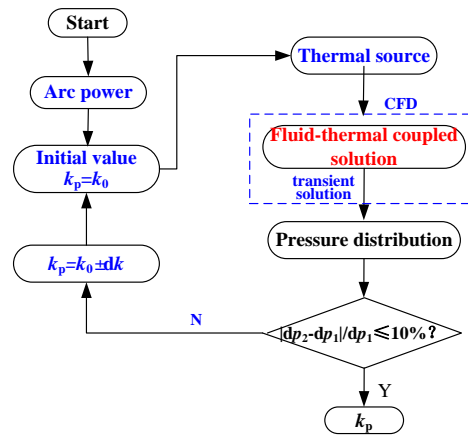 Start
Arc power
Initial value
kp=k0
kp=k0±dk
Thermal source
CFD
Fluid-thermal coupled
solution
transient
solution
Pressure distribution
|dp2-dp1|/dp1≤10%?
N
Y
kp